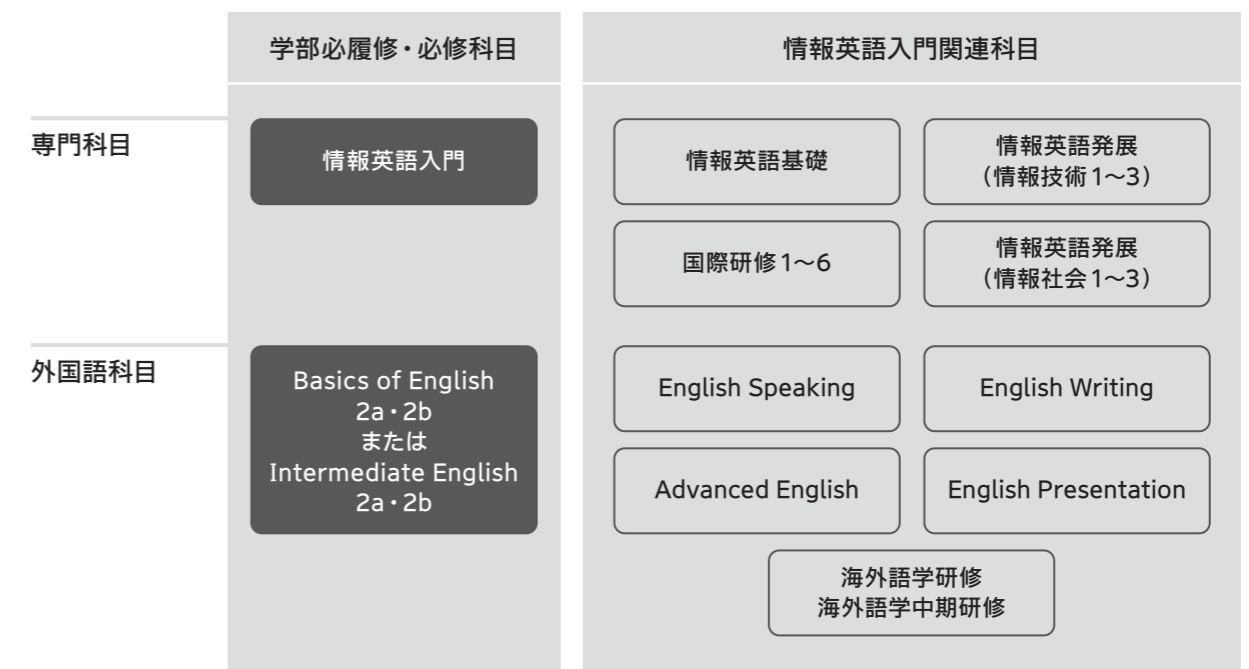 学部必履修・必修科目
情報英語入門関連科目
専門科目
情報英語入門
情報英語基礎
情報英語発展
(情報技術1〜3)
国際研修1〜6
情報英語発展
(情報社会1〜3)
外国語科目
Basics of English
2a・2b
または
Intermediate English
2a・2b
English Speaking
English Writing
Advanced English
English Presentation
海外語学研修
海外語学中期研修